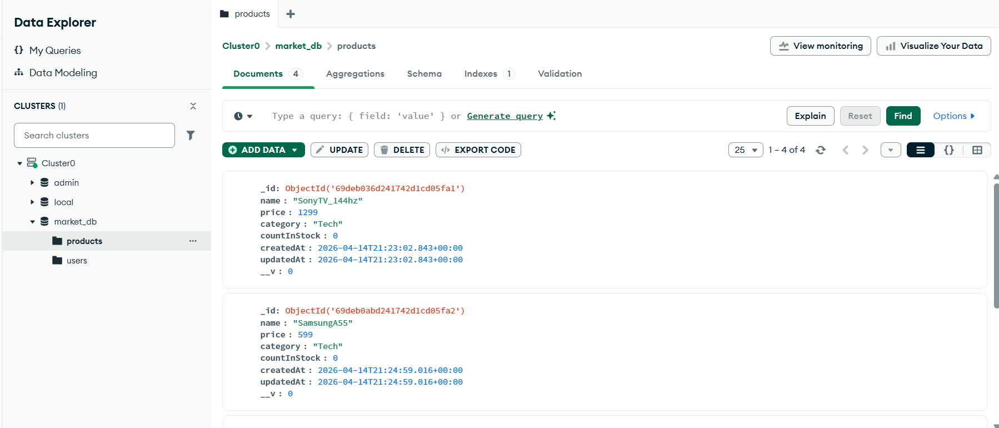 Data Explorer
My Queries
Data Modeling
CLUSTERS (1)
Search clusters
Cluster0
admin
local
market_db
products
users
products
Cluster0 > market_db > products
View monitoring
Visualize Your Data
Documents 4 Aggregations Schema Indexes 1 Validation
Type a query: { field: 'value' } or Generate query
Explain Reset Find Options
ADD DATA UPDATE DELETE </> EXPORT CODE
25 1 – 4 of 4 {}
_id: ObjectId('69deb036d241742d1cd05fa1')
name : "SonyTV_144hz"
price : 1299
category : "Tech"
countInStock : 0
createdAt : 2026-04-14T21:23:02.843+00:00
updatedAt : 2026-04-14T21:23:02.843+00:00
__v : 0
_id: ObjectId('69deb0abd241742d1cd05fa2')
name : "SamsungA55"
price : 599
category : "Tech"
countInStock : 0
createdAt : 2026-04-14T21:24:59.016+00:00
updatedAt : 2026-04-14T21:24:59.016+00:00
__v : 0